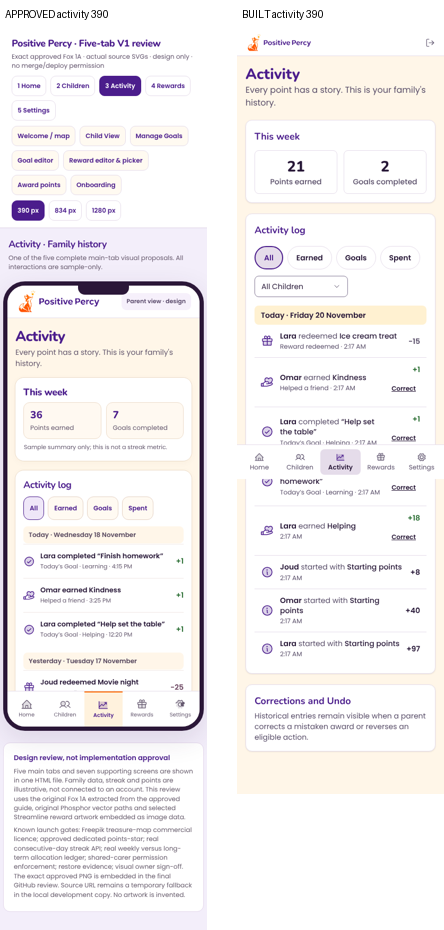 APPROVED activity 390
Positive Percy · Five-tab V1 review
Exact approved Fox 1A · actual source SVGs · design only · no merge/deploy permission
1 Home
2 Children
3 Activity
4 Rewards
5 Settings
Welcome / map
Child View
Manage Goals
Goal editor
Reward editor & picker
Award points
Onboarding
390 px
834 px
1280 px
Activity · Family history
One of the five complete main-tab visual proposals. All
interactions are sample-only.
Positive Percy
Parent view · design
Activity
Every point has a story. This is your family's
history.
This week
36
Points earned
7
Goals completed
Sample summary only; this is not a streak metric.
Activity log
All
Earned
Goals
Spent
Today · Wednesday 18 November
Lara completed "Finish homework"
Today's Goal · Learning · 4:15 PM
+1
Omar earned Kindness
Helped a friend · 3:25 PM
+1
Lara completed "Help set the table"
Today's Goal · Helping · 12:20 PM
+1
Yesterday · Tuesday 17 November
Joud redeemed Movie night
-25
Home
Children
Activity
Rewards
Settings
Design review, not implementation approval
Five main tabs and seven supporting screens are shown
in one HTML file. Family data, streak and points are
illustrative, not connected to an account. This review
uses the original Fox 1A extracted from the approved
guide, original Phosphor vector paths and selected
Streamline reward artwork embedded as image data.
Known launch gates: Freepik treasure-map commercial
licence; approved dedicated points-star; real
consecutive-day streak API; real weekly versus long-
term allocation ledger; shared-carer permission
enforcement; restore evidence; visual owner sign-off.
The exact approved PNG is embedded in the final
GitHub review. Source URL remains a temporary fallback
in the local development copy. No artwork is invented.
BUILT activity 390
Positive Percy
Activity
Every point has a story. This is your family's
history.
This week
21
Points earned
2
Goals completed
Activity log
All
Earned
Goals
Spent
All Children
Today · Friday 20 November
Lara redeemed Ice cream treat
Reward redeemed · 2:17 AM
-15
Omar earned Kindness
Helped a friend · 2:17 AM
+1
Correct
Lara completed "Help set
the table"
Today's Goal · Helping · 2:17 AM
+1
Correct
Home
Children
Activity
Rewards
Settings
homework"
Today's Goal · Learning · 2:17 AM
Correct
Lara earned Helping
2:17 AM
+18
Correct
Joud started with Starting points
2:17 AM
+8
Omar started with Starting
points
2:17 AM
+40
Lara started with Starting points
2:17 AM
+97
Corrections and Undo
Historical entries remain visible when a parent
corrects a mistaken award or reverses an
eligible action.